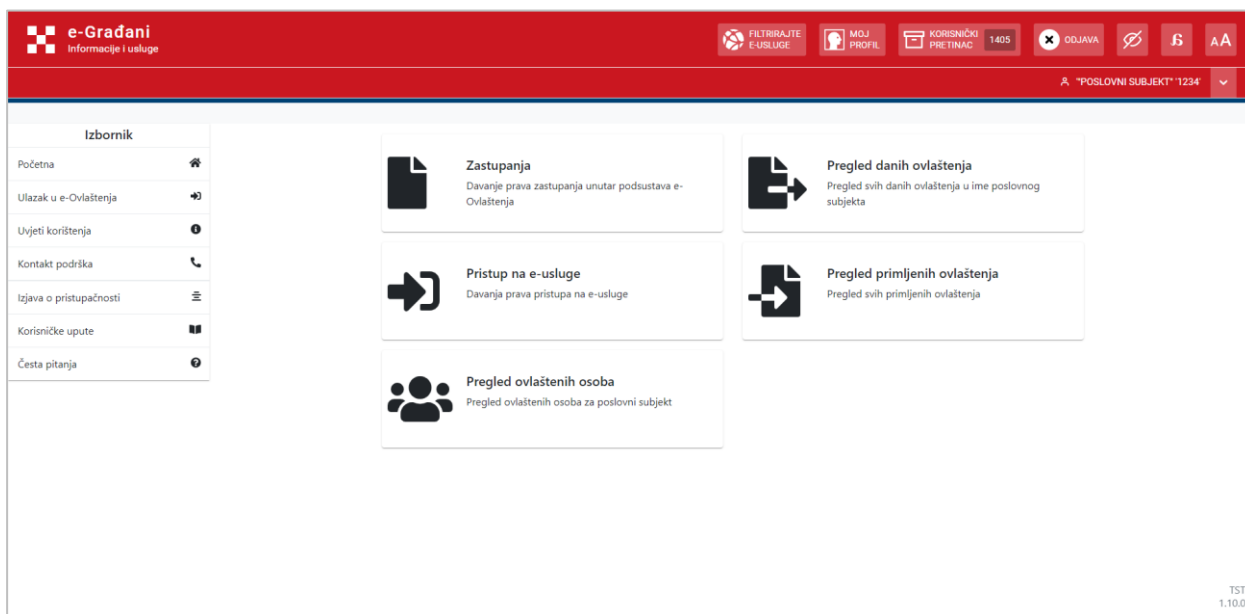 e-Građani
Informacije i usluge
FILTRIRAJTE
E-USLUGE
MOJ
PROFIL
KORISNIČKI
PRETINAC
1405
ODJAVA
AA
"POSLOVNI SUBJEKT" '1234'
Izbornik
Početna
Ulazak u e-Ovlaštenja
Uvjeti korištenja
Kontakt podrška
Izjava o pristupačnosti
Korisničke upute
Česta pitanja
Zastupanja
Davanje prava zastupanja unutar podsustava e-
Ovlaštenja
Pregled danih ovlaštenja
Pregled svih danih ovlaštenja u ime poslovnog
subjekta
Pristup na e-usluge
Davanja prava pristupa na e-usluge
Pregled primljenih ovlaštenja
Pregled svih primljenih ovlaštenja
Pregled ovlaštenih osoba
Pregled ovlaštenih osoba za poslovni subjekt
TST
1.10.0